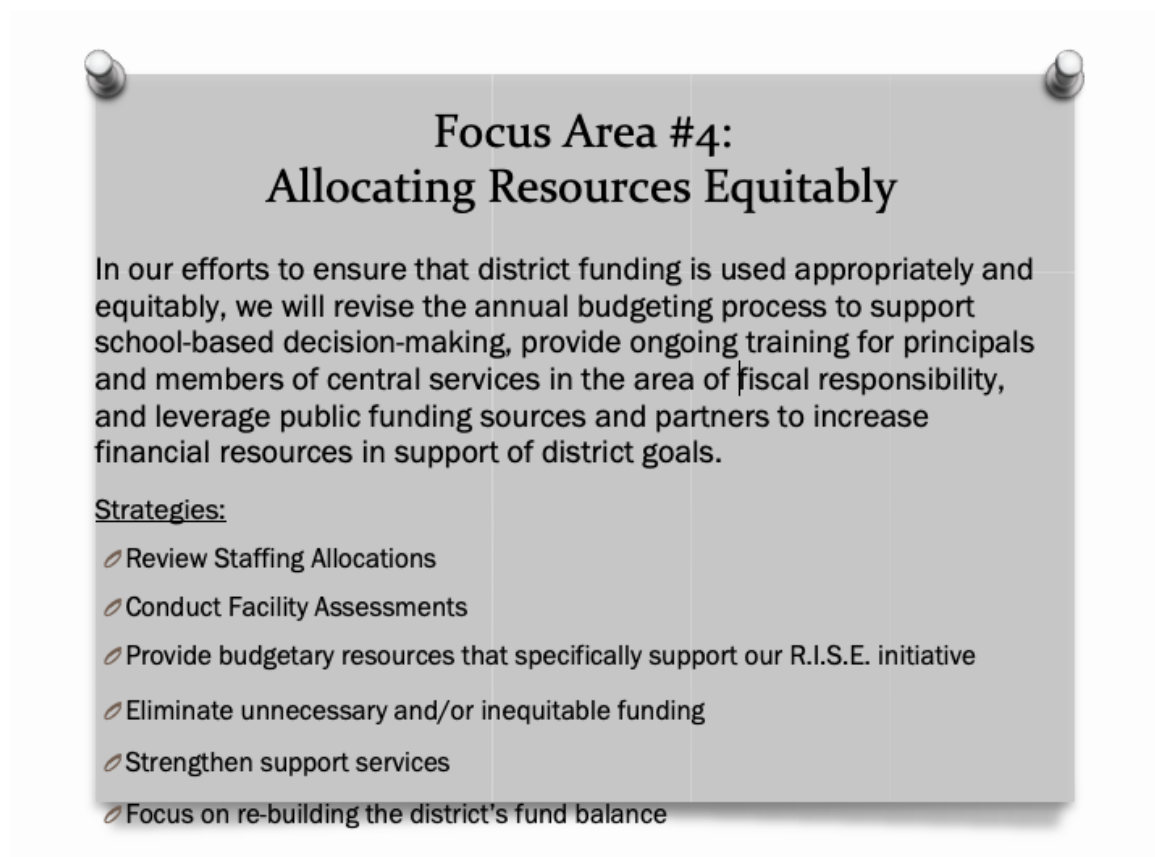 Focus Area #4:
Allocating Resources Equitably
In our efforts to ensure that district funding is used appropriately and
equitably, we will revise the annual budgeting process to support
school-based decision-making, provide ongoing training for principals
and members of central services in the area of fiscal responsibility,
and leverage public funding sources and partners to increase
financial resources in support of district goals.
Strategies:
Review Staffing Allocations
Conduct Facility Assessments
Provide budgetary resources that specifically support our R.I.S.E. initiative
Eliminate unnecessary and/or inequitable funding
Strengthen support services
Focus on re-building the district's fund balance